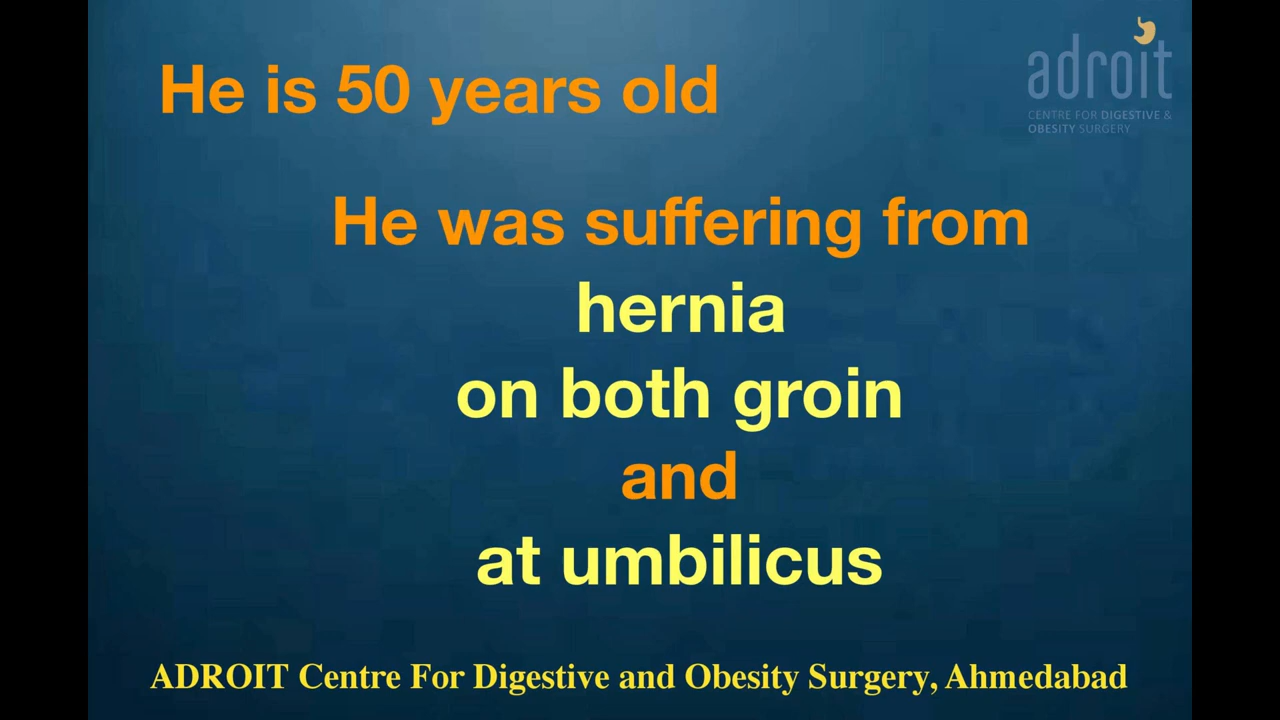 He is 50 years old
adroit
CENTRE FOR DIGESTIVE &
OBESITY SURGERY
He was suffering from
hernia
on both groin
and
at umbilicus
ADROIT Centre For Digestive and Obesity Surgery, Ahmedabad